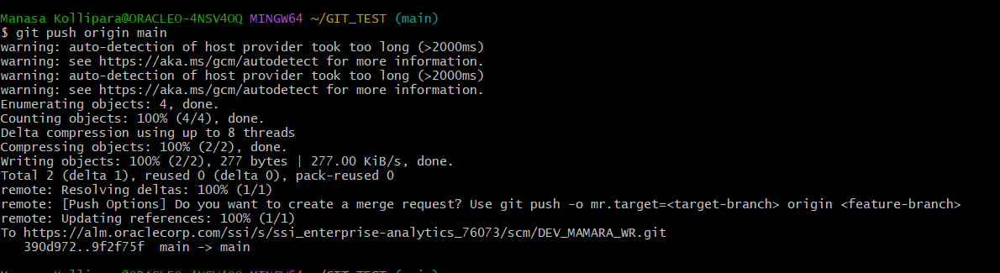 Manasa Kollipara@ORACLEO-4NSV4OQ MINGW64 ~/GIT_TEST (main)
$ git push origin main
warning: auto-detection of host provider took too long (>2000ms)
warning: see https://aka.ms/gcm/autodetect for more information.
warning: auto-detection of host provider took too long (>2000ms)
warning: see https://aka.ms/gcm/autodetect for more information.
Enumerating objects: 4, done.
Counting objects: 100% (4/4), done.
Delta compression using up to 8 threads
Compressing objects: 100% (2/2), done.
Writing objects: 100% (2/2), 277 bytes | 277.00 KiB/s, done.
Total 2 (delta 1), reused 0 (delta 0), pack-reused 0
remote: Resolving deltas: 100% (1/1)
remote: [Push Options] Do you want to create a merge request? Use git push -o mr.target=<target-branch> origin <feature-branch>
remote: Updating references: 100% (1/1)
To https://alm.oraclecorp.com/ssi/s/ssi_enterprise-analytics_76073/scm/DEV_MAMARA_WR.git
   390d972..9f2f75f  main -> main
Manasa Kollipara@ORACLEO-4NSV4OQ MINGW64 ~/GIT_TEST (main)